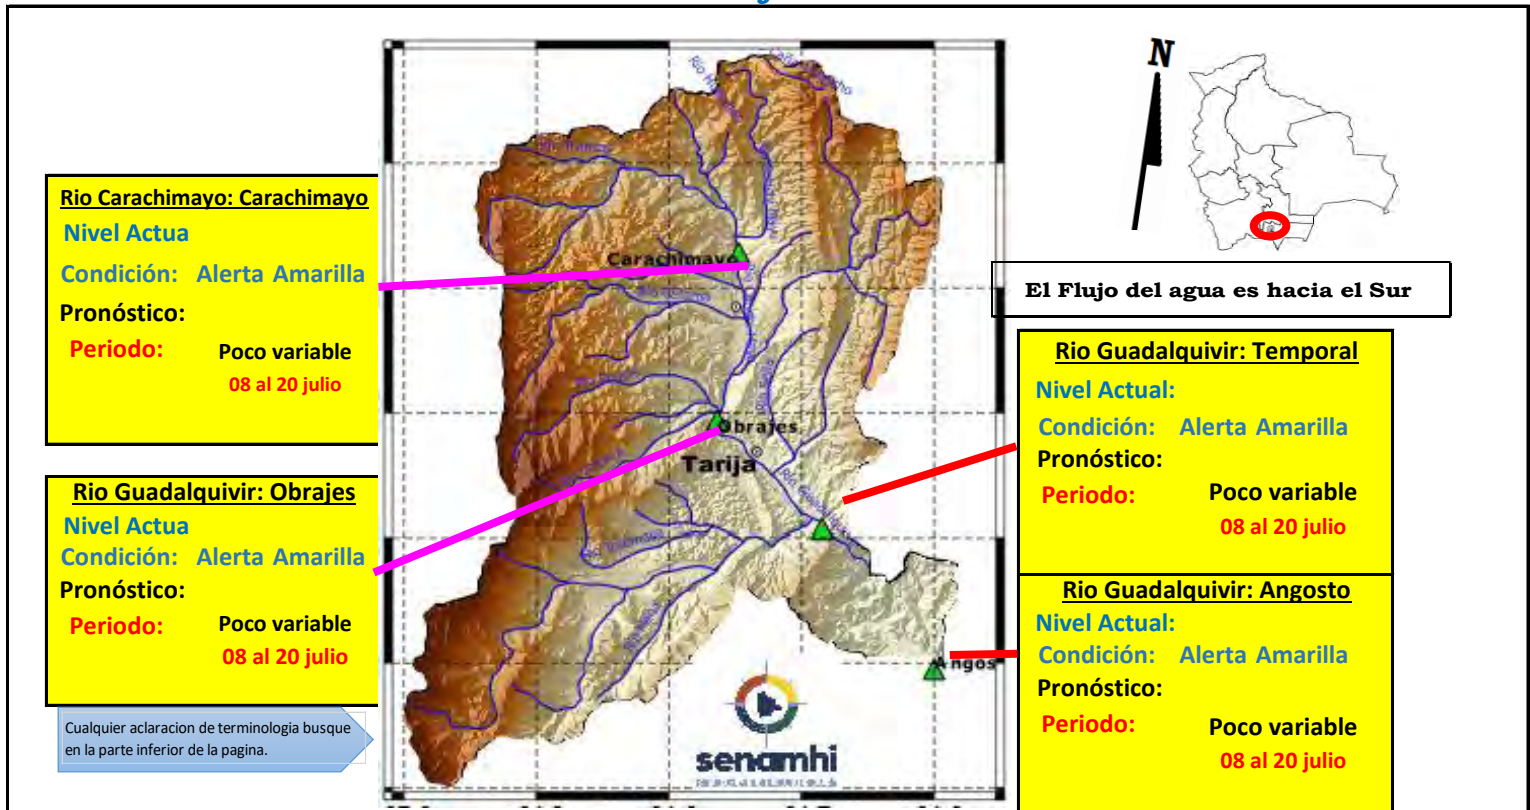 N
Rio Carachimayo: Carachimayo
Nivel Actua
Condición: Alerta Amarilla
Pronóstico:
Periodo: Poco variable
08 al 20 julio
Rio Guadalquivir: Obrajes
Nivel Actua
Condición: Alerta Amarilla
Pronóstico:
Periodo: Poco variable
08 al 20 julio
Cualquier aclaracion de terminologia busque
en la parte inferior de la pagina.
Carachimayo
Obrajes
Tarija
Angos
senamhi
El Flujo del agua es hacia el Sur
Rio Guadalquivir: Temporal
Nivel Actual:
Condición: Alerta Amarilla
Pronóstico:
Periodo: Poco variable
08 al 20 julio
Rio Guadalquivir: Angosto
Nivel Actual:
Condición: Alerta Amarilla
Pronóstico:
Periodo: Poco variable
08 al 20 julio